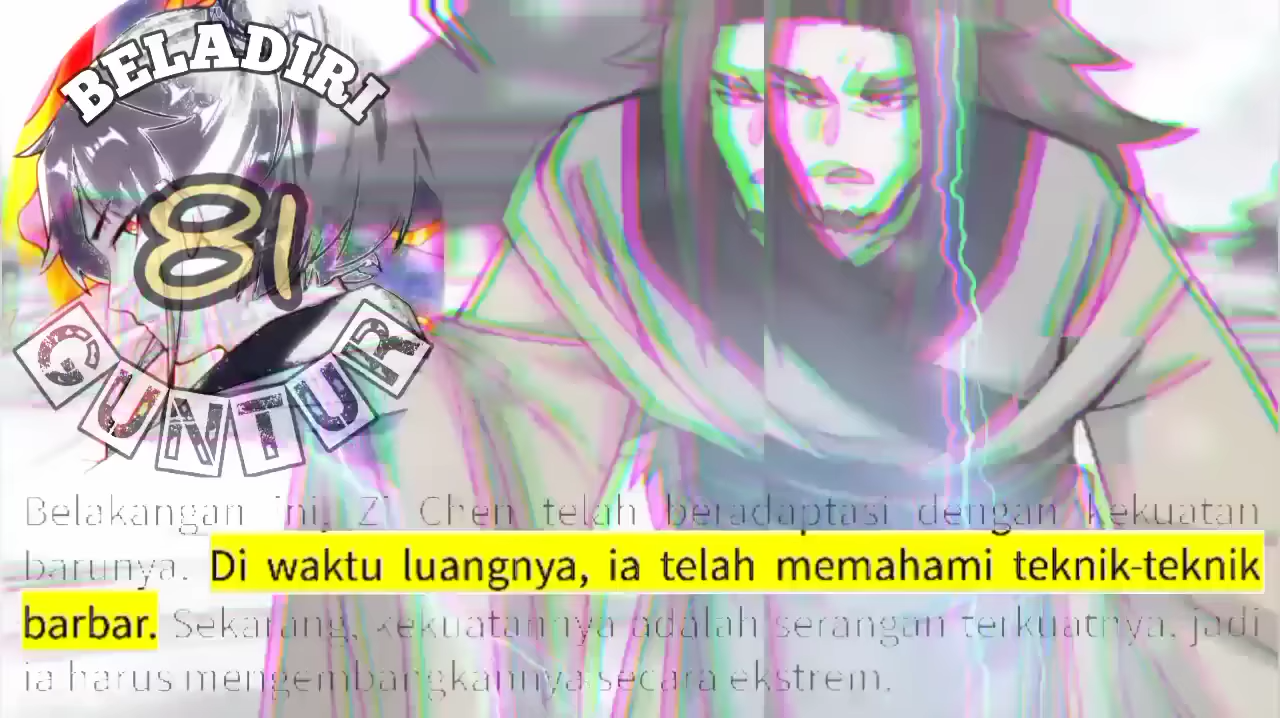 BELADIRI
81
GUNTUR
Belakangan ini, Zi Chen telah beradaptasi dengan kekuatan
barunya. Di waktu luangnya, ia telah memahami teknik-teknik
barbar. Sekarang, kekuatannya adalah serangan terkuatnya, jadi
ia harus mengembangkannya secara ekstrem.